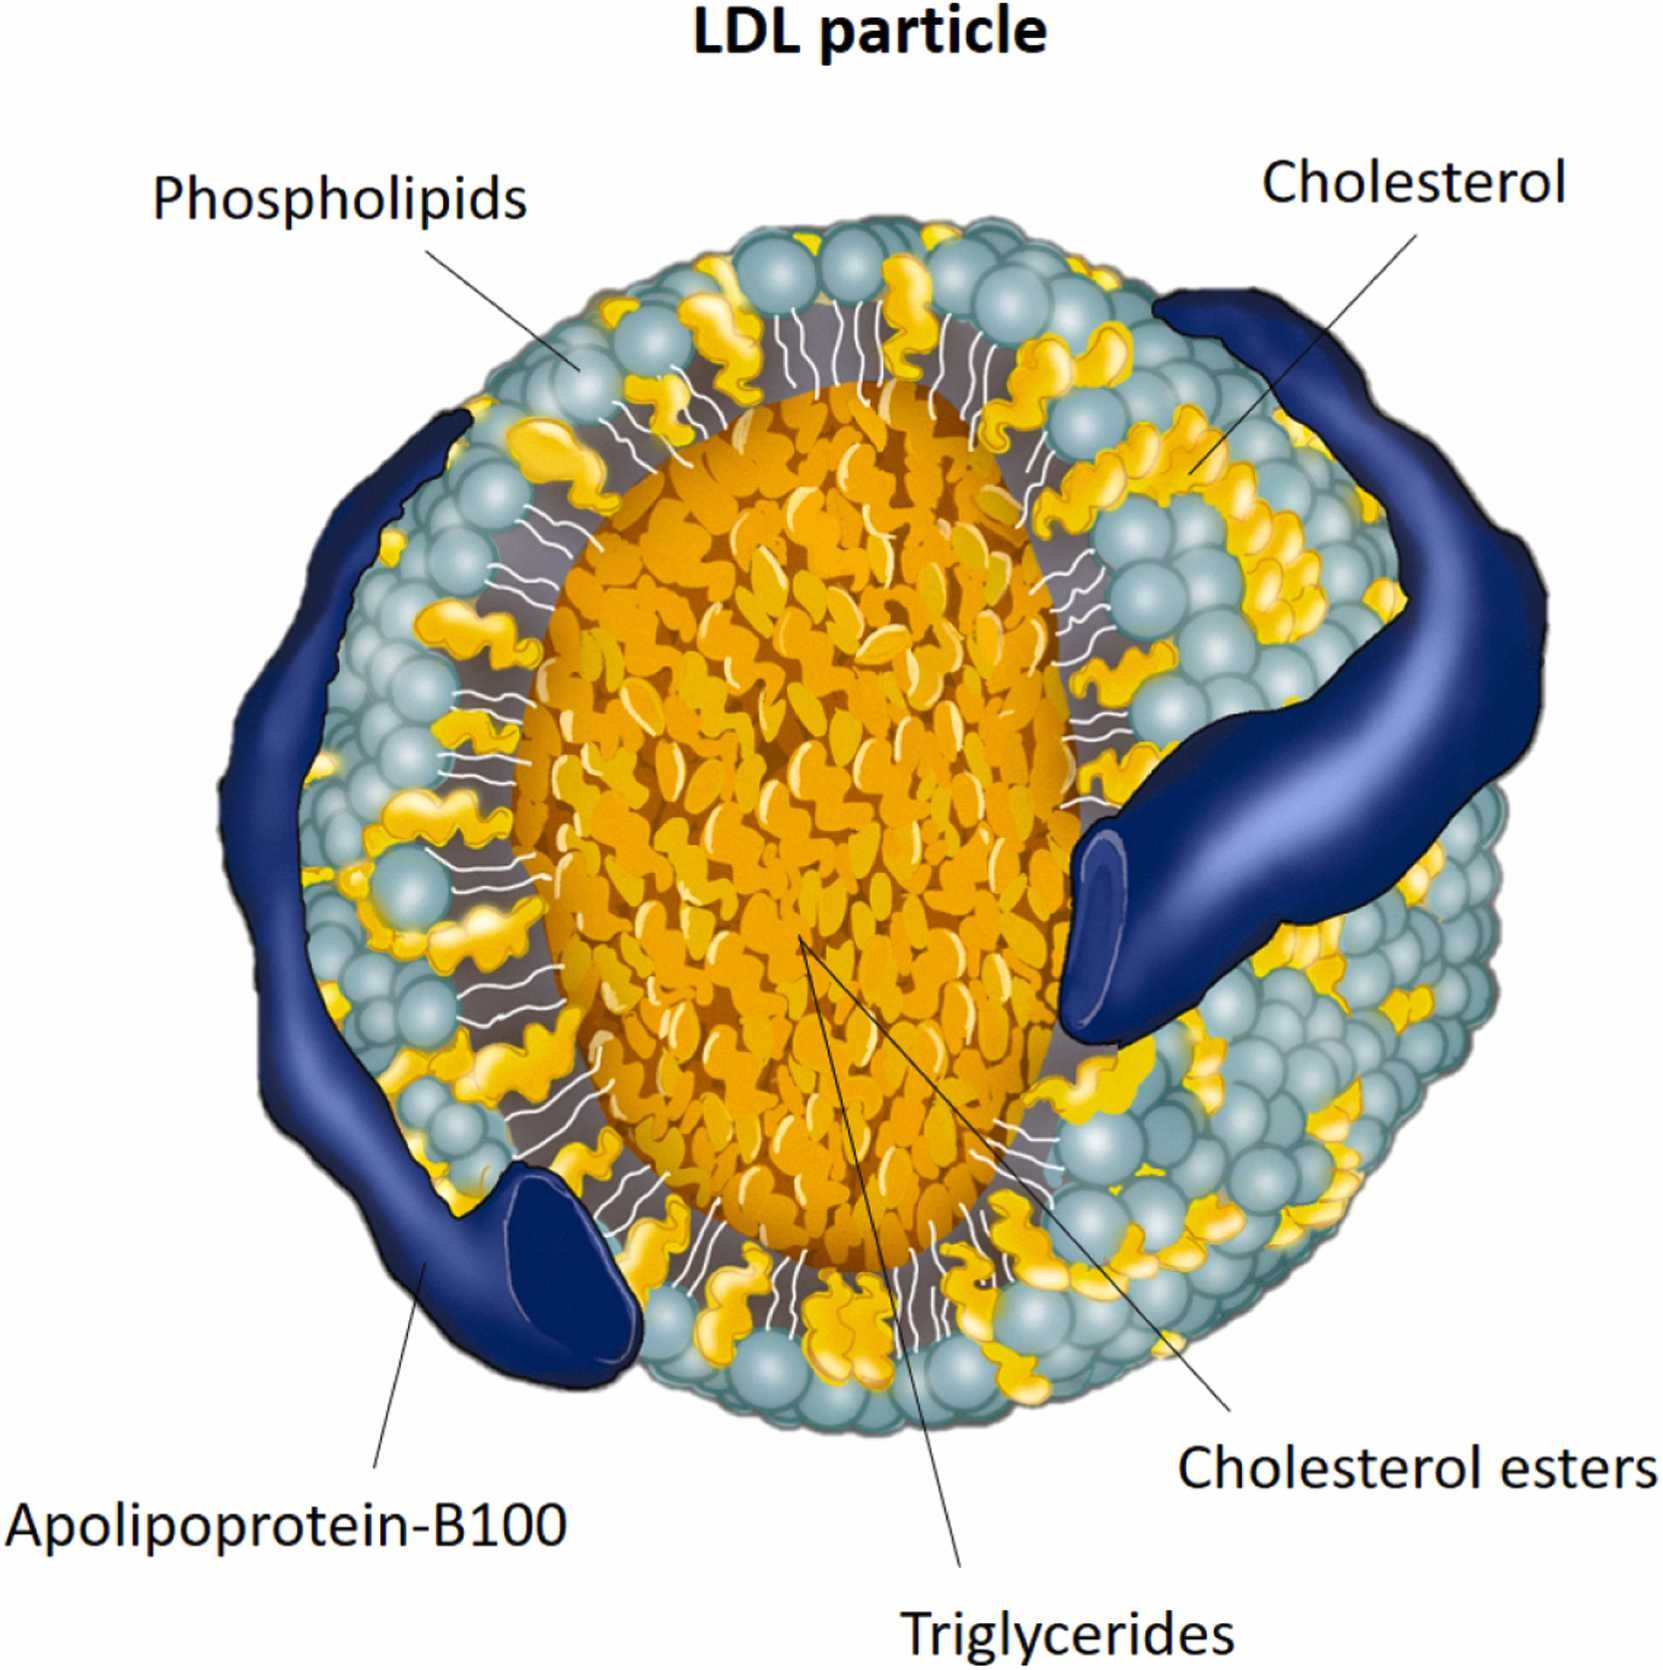 LDL particle
Phospholipids
Cholesterol
Cholesterol esters
Apolipoprotein-B100
Triglycerides